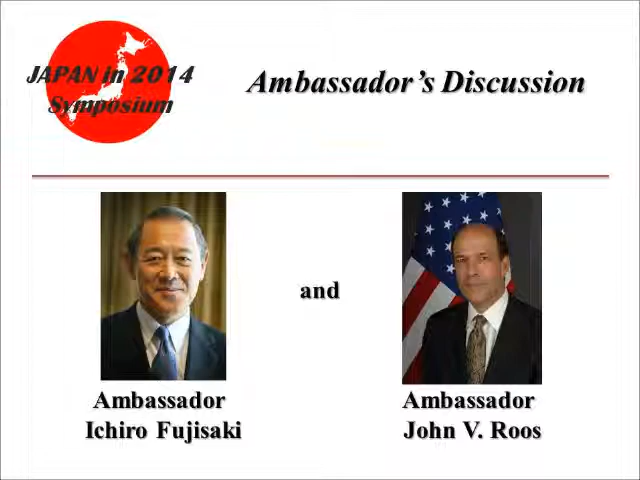 JAPAN in 2014
Symposium
Ambassador's Discussion
and
Ambassador
Ichiro Fujisaki
Ambassador
John V. Roos